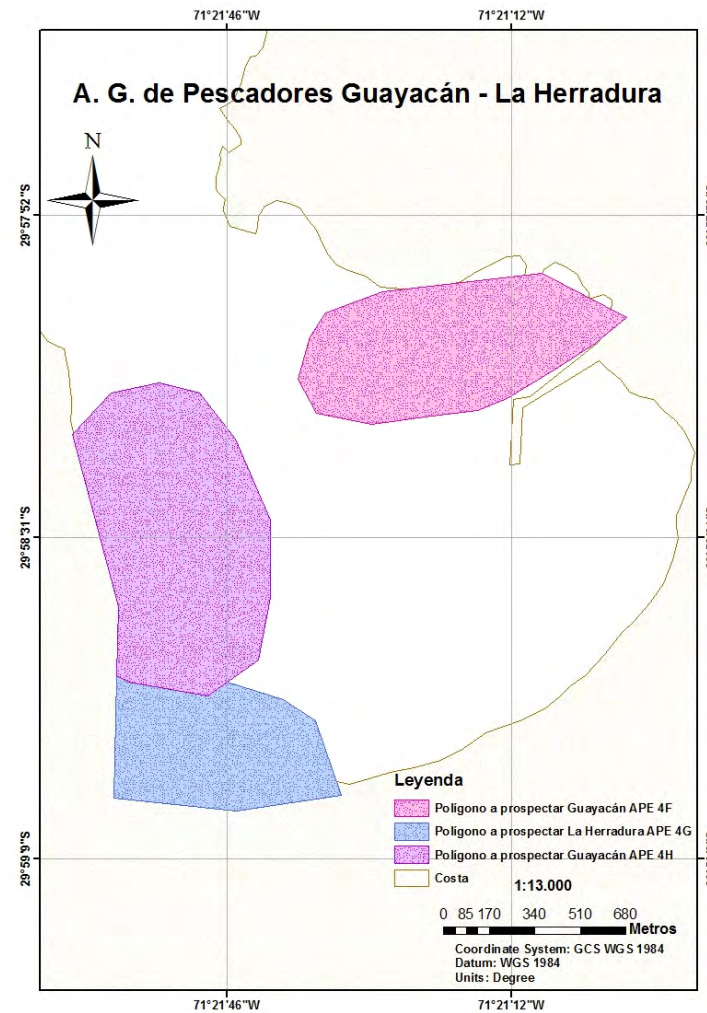 71°21'46"W 71°21'12"W
A. G. de Pescadores Guayacán - La Herradura
N
29°57'52"S
29°58'31"S
29°59'9"S
Leyenda
Polígono a prospectar Guayacán APE 4F
Polígono a prospectar La Herradura APE 4G
Polígono a prospectar Guayacán APE 4H
Costa
1:13.000
0 85 170 340 510 680
Metros
Coordinate System: GCS WGS 1984
Datum: WGS 1984
Units: Degree
71°21'46"W 71°21'12"W